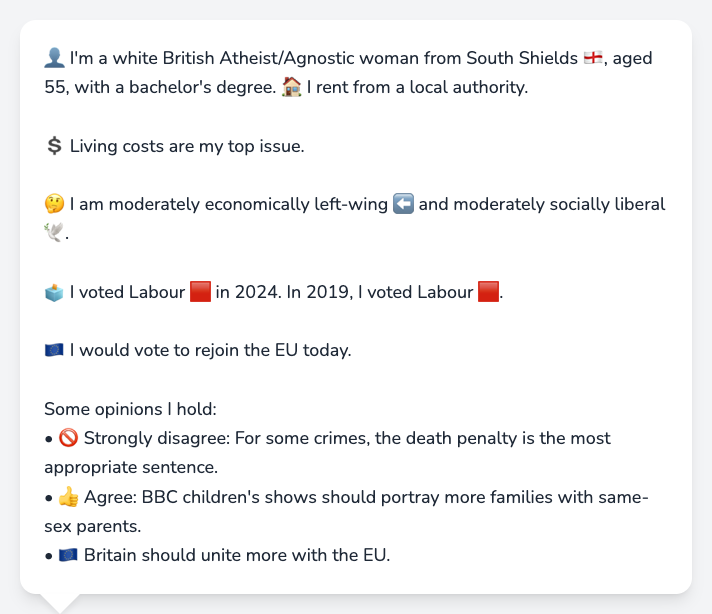 👤 I'm a white British Atheist/Agnostic woman from South Shields 🏴󠁧󠁢󠁥󠁮󠁧󠁿, aged
55, with a bachelor's degree. 🏠 I rent from a local authority.
💲 Living costs are my top issue.
🤔 I am moderately economically left-wing ⬅️ and moderately socially liberal
🕊️.
🗳️ I voted Labour 🟥 in 2024. In 2019, I voted Labour 🟥.
🇪🇺 I would vote to rejoin the EU today.
Some opinions I hold:
• 🚫 Strongly disagree: For some crimes, the death penalty is the most
appropriate sentence.
• 👍 Agree: BBC children's shows should portray more families with same-
sex parents.
• 🇪🇺 Britain should unite more with the EU.